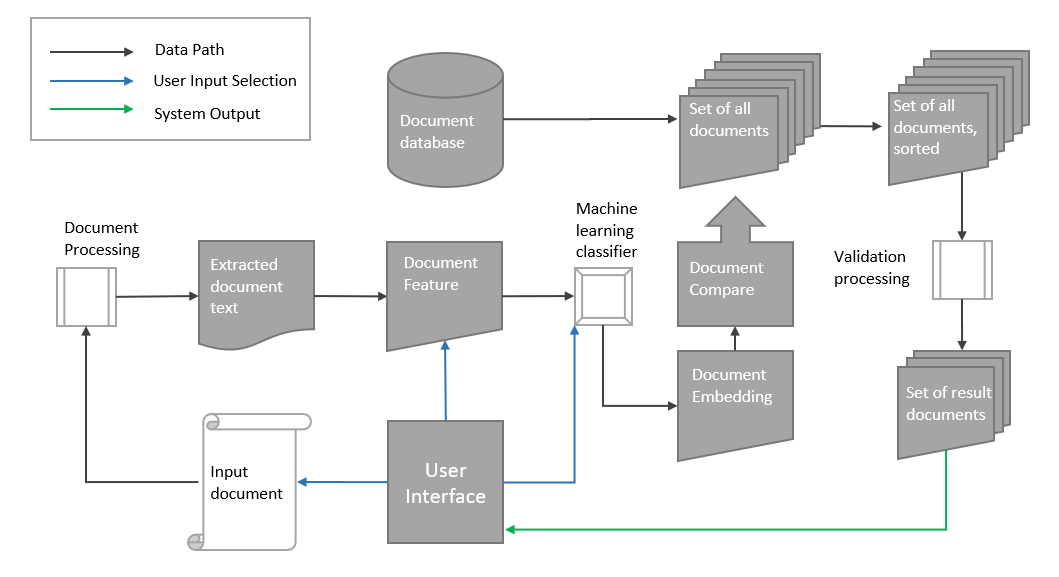 Data Path
User Input Selection
System Output
Document
database
Set of all
documents
Set of all
documents,
sorted
Document
Processing
Extracted
document
text
Document
Feature
Machine
learning
classifier
Document
Compare
Validation
processing
Document
Embedding
Set of result
documents
Input
document
User
Interface